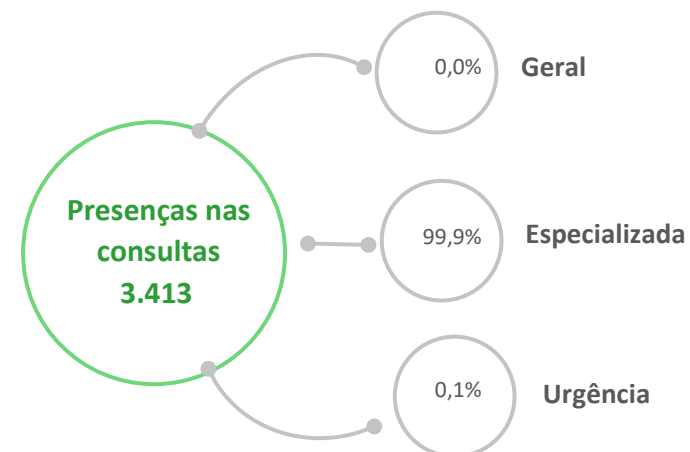 Presenças nas
consultas
3.413
0,0%
Geral
99,9%
Especializada
0,1%
Urgência